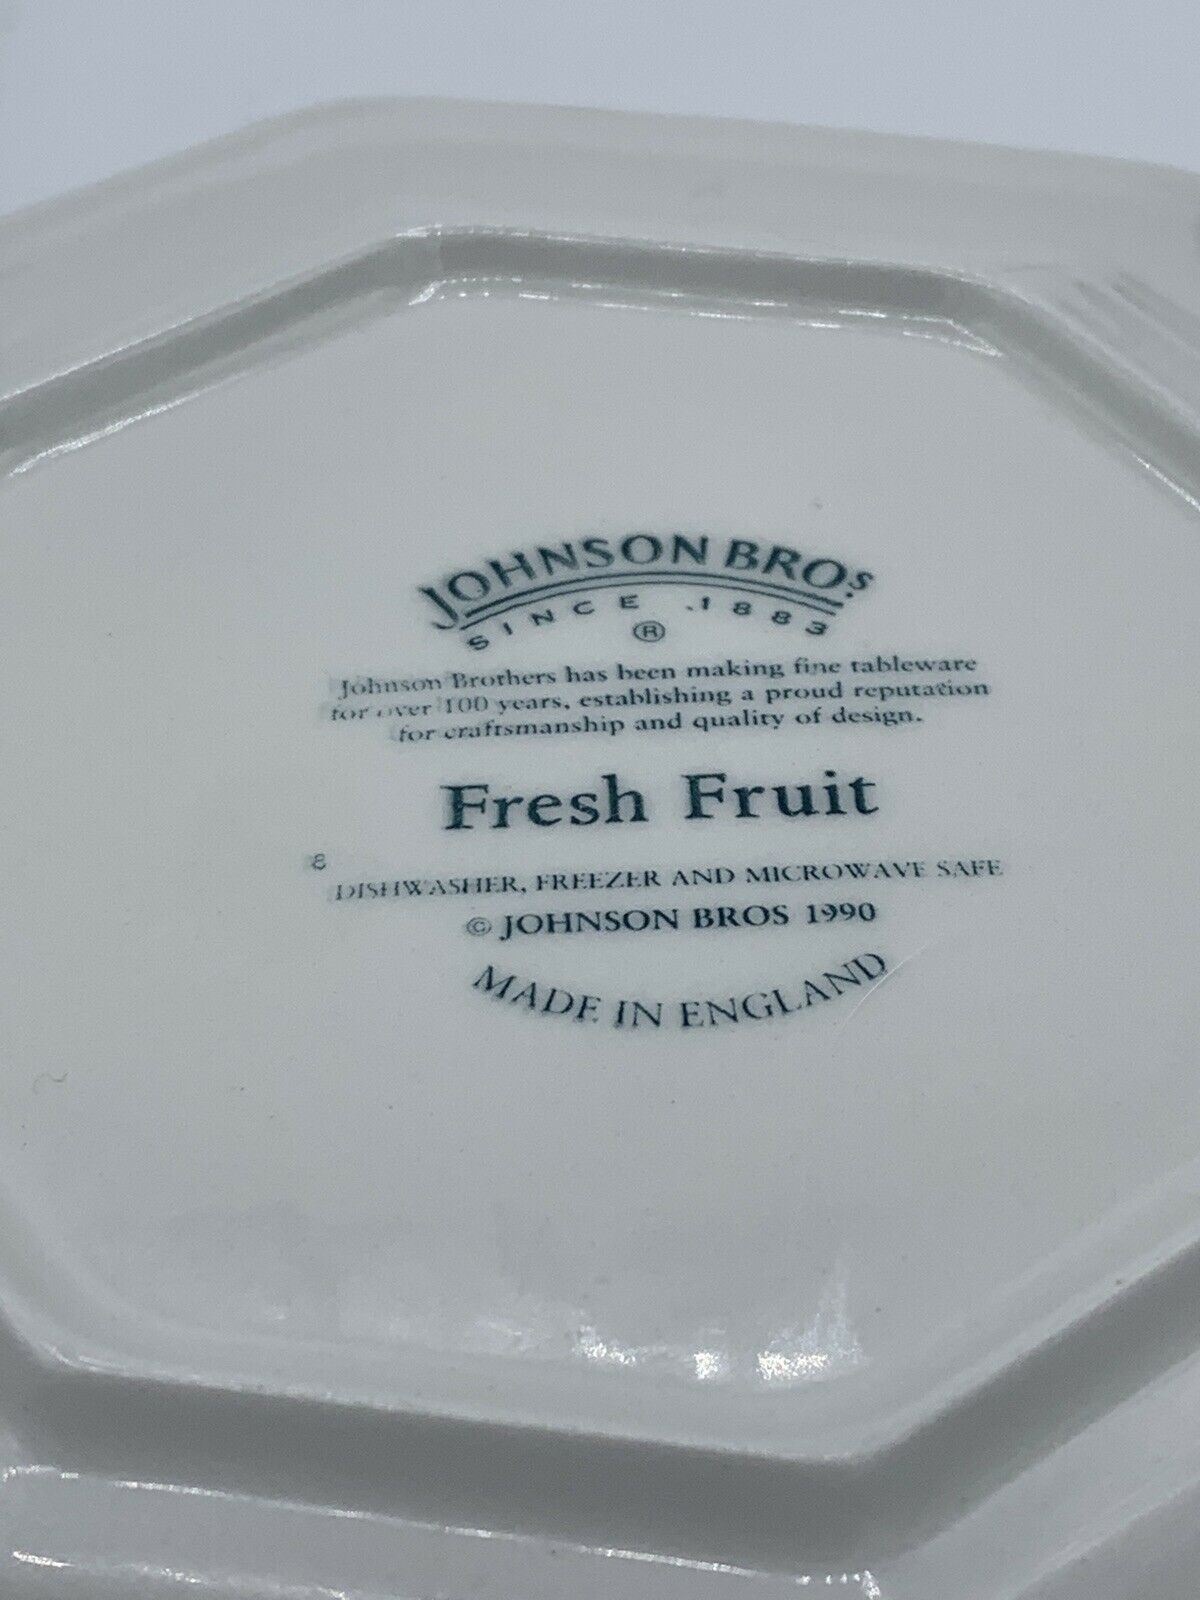 JOHNSON BROS.
SINCE 1883
®
Johnson Brothers has been making fine tableware
for over 100 years, establishing a proud reputation
for craftsmanship and quality of design.
Fresh Fruit
8
DISHWASHER, FREEZER AND MICROWAVE SAFE
© JOHNSON BROS 1990
MADE IN ENGLAND